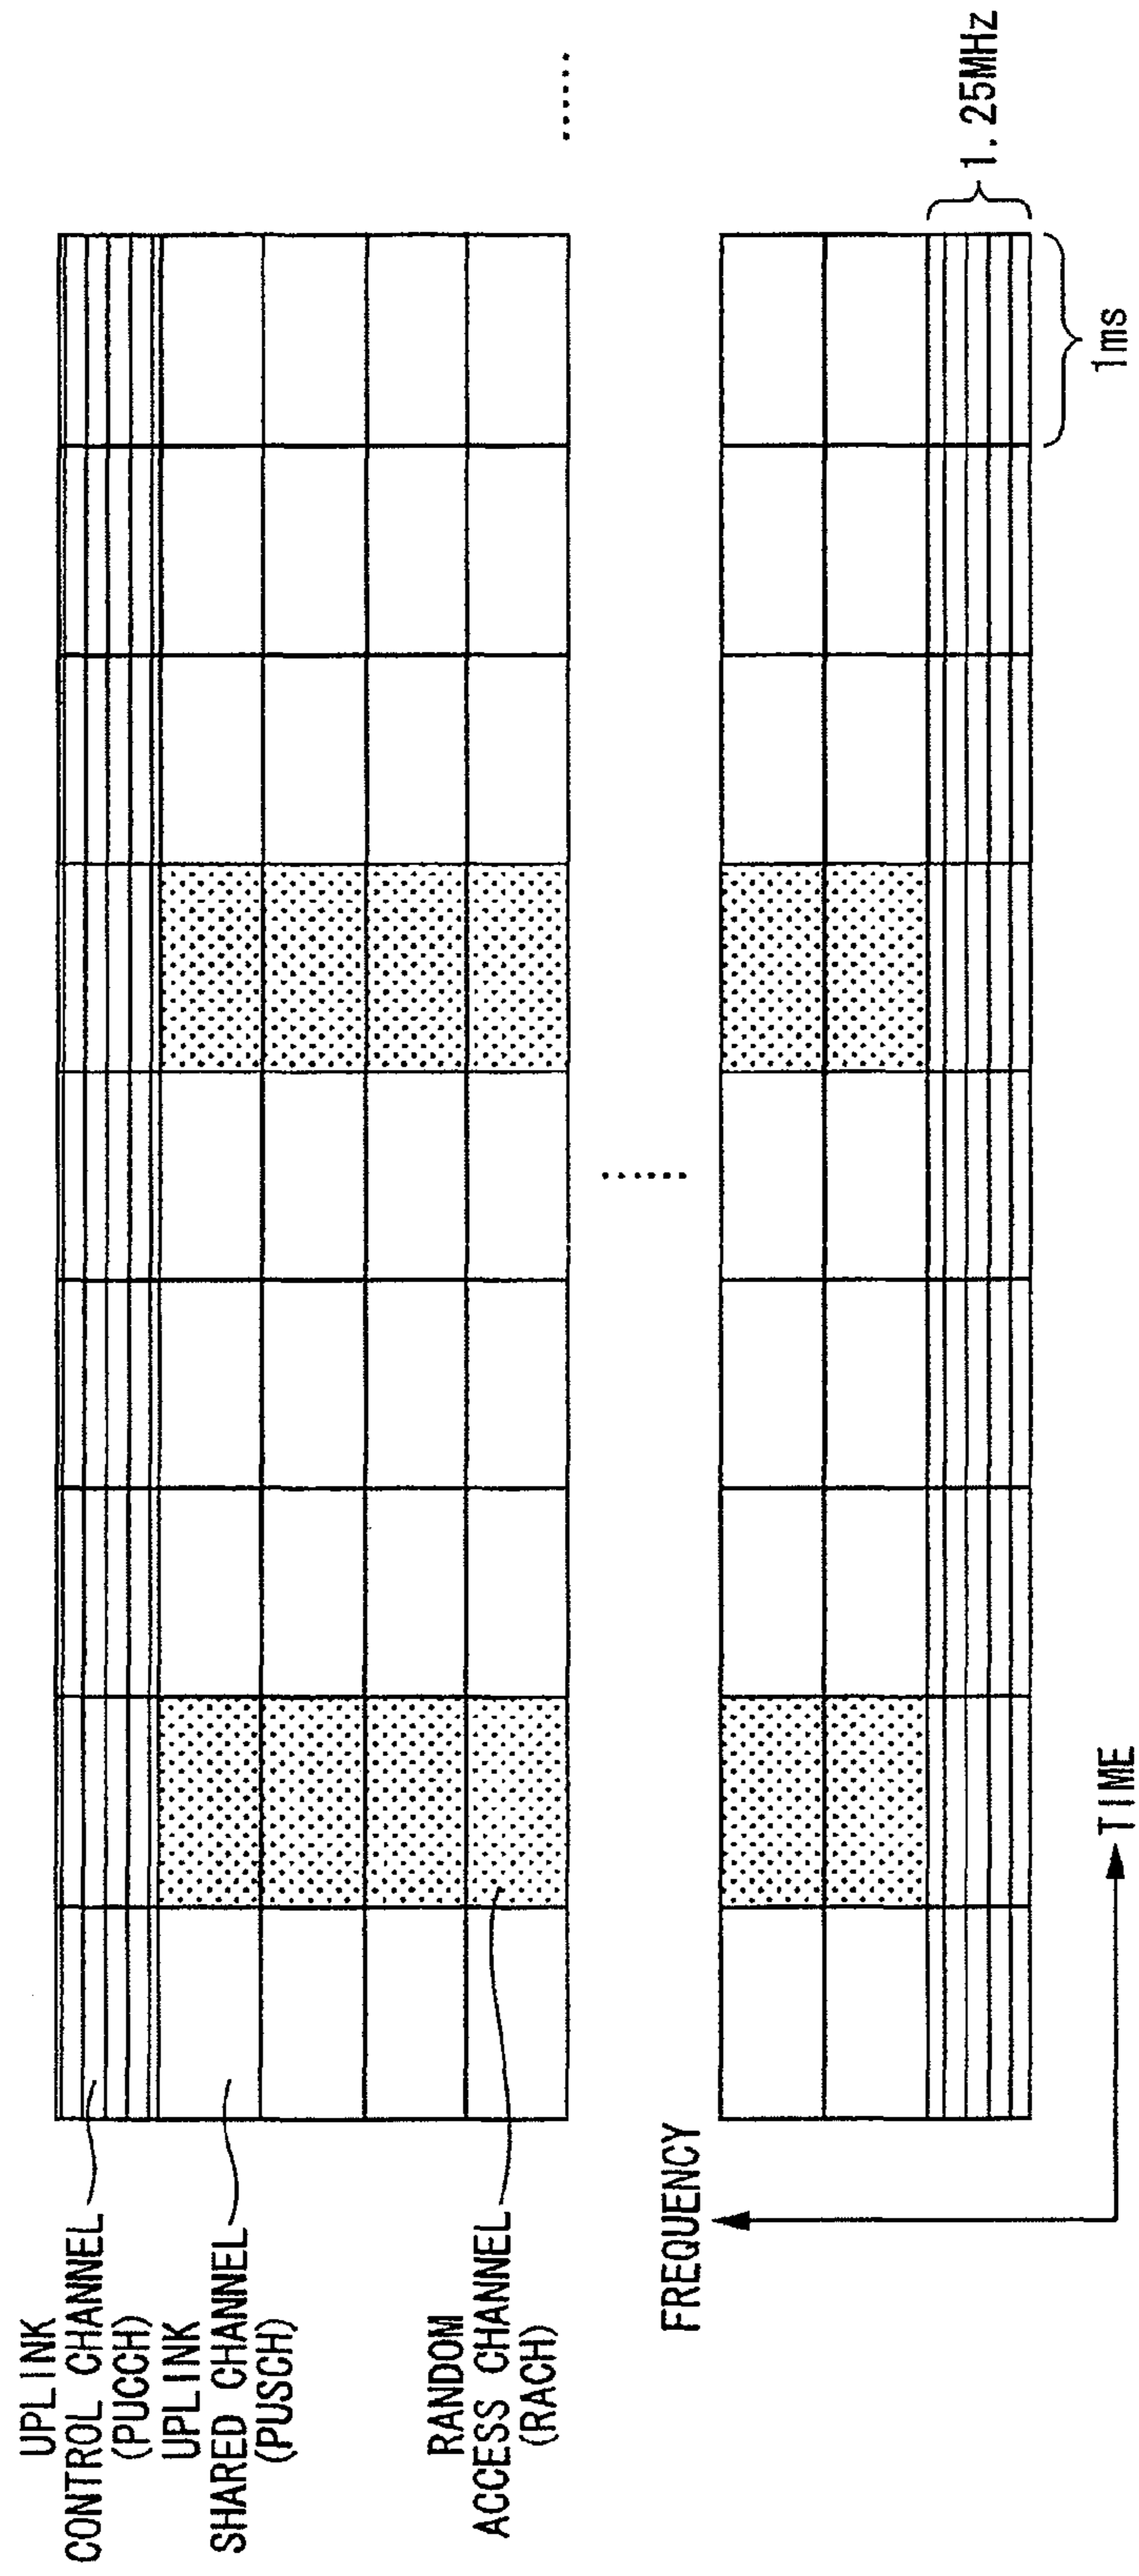 UPLINK
CONTROL CHANNEL
(PUCCH)
UPLINK
SHARED CHANNEL
(PUSCH)
RANDOM
ACCESS CHANNEL
(RACH)
FREQUENCY
TIME
1ms
1.25MHz